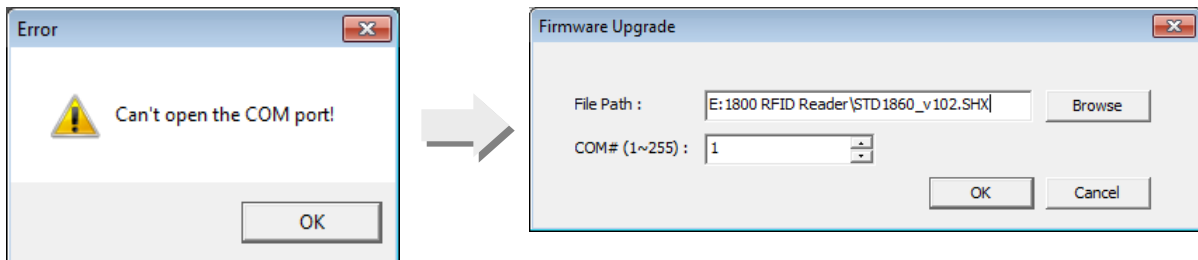 Error
Can't open the COM port!
OK
Firmware Upgrade
File Path :
E:1800 RFID Reader\STD1860_v102.SHX
Browse
COM# (1~255) :
1
OK
Cancel